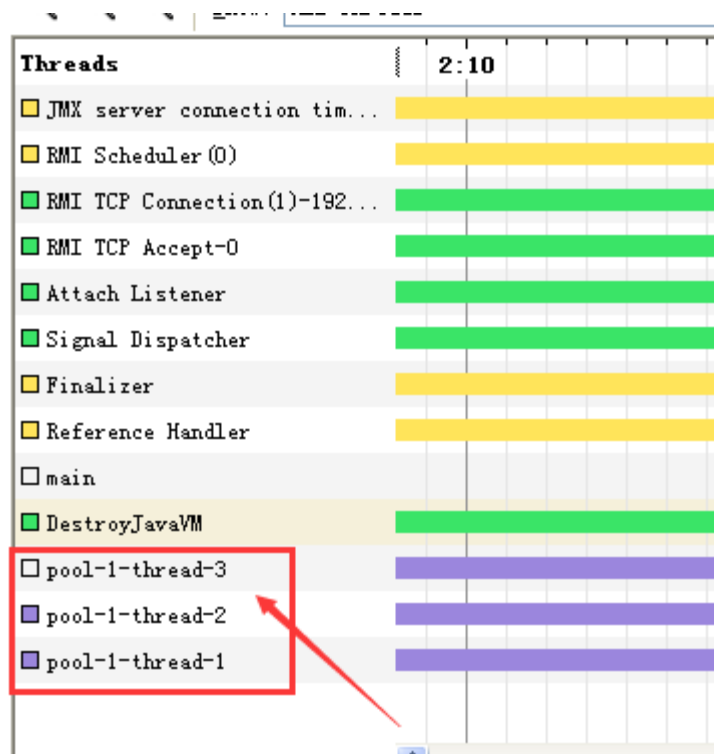 Threads
2:10
JMX server connection tim...
RMI Scheduler(0)
RMI TCP Connection(1)-192...
RMI TCP Accept-0
Attach Listener
Signal Dispatcher
Finalizer
Reference Handler
main
DestroyJavaVM
pool-1-thread-3
pool-1-thread-2
pool-1-thread-1